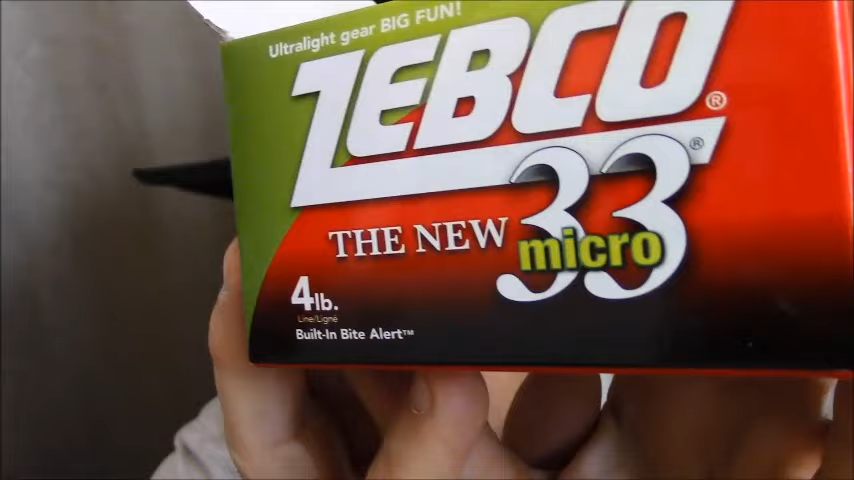 Ultralight gear BIG FUN!
ZEBCO®
33®
THE NEW
micro
4lb.
Line/Ligne
Built-In Bite Alert™